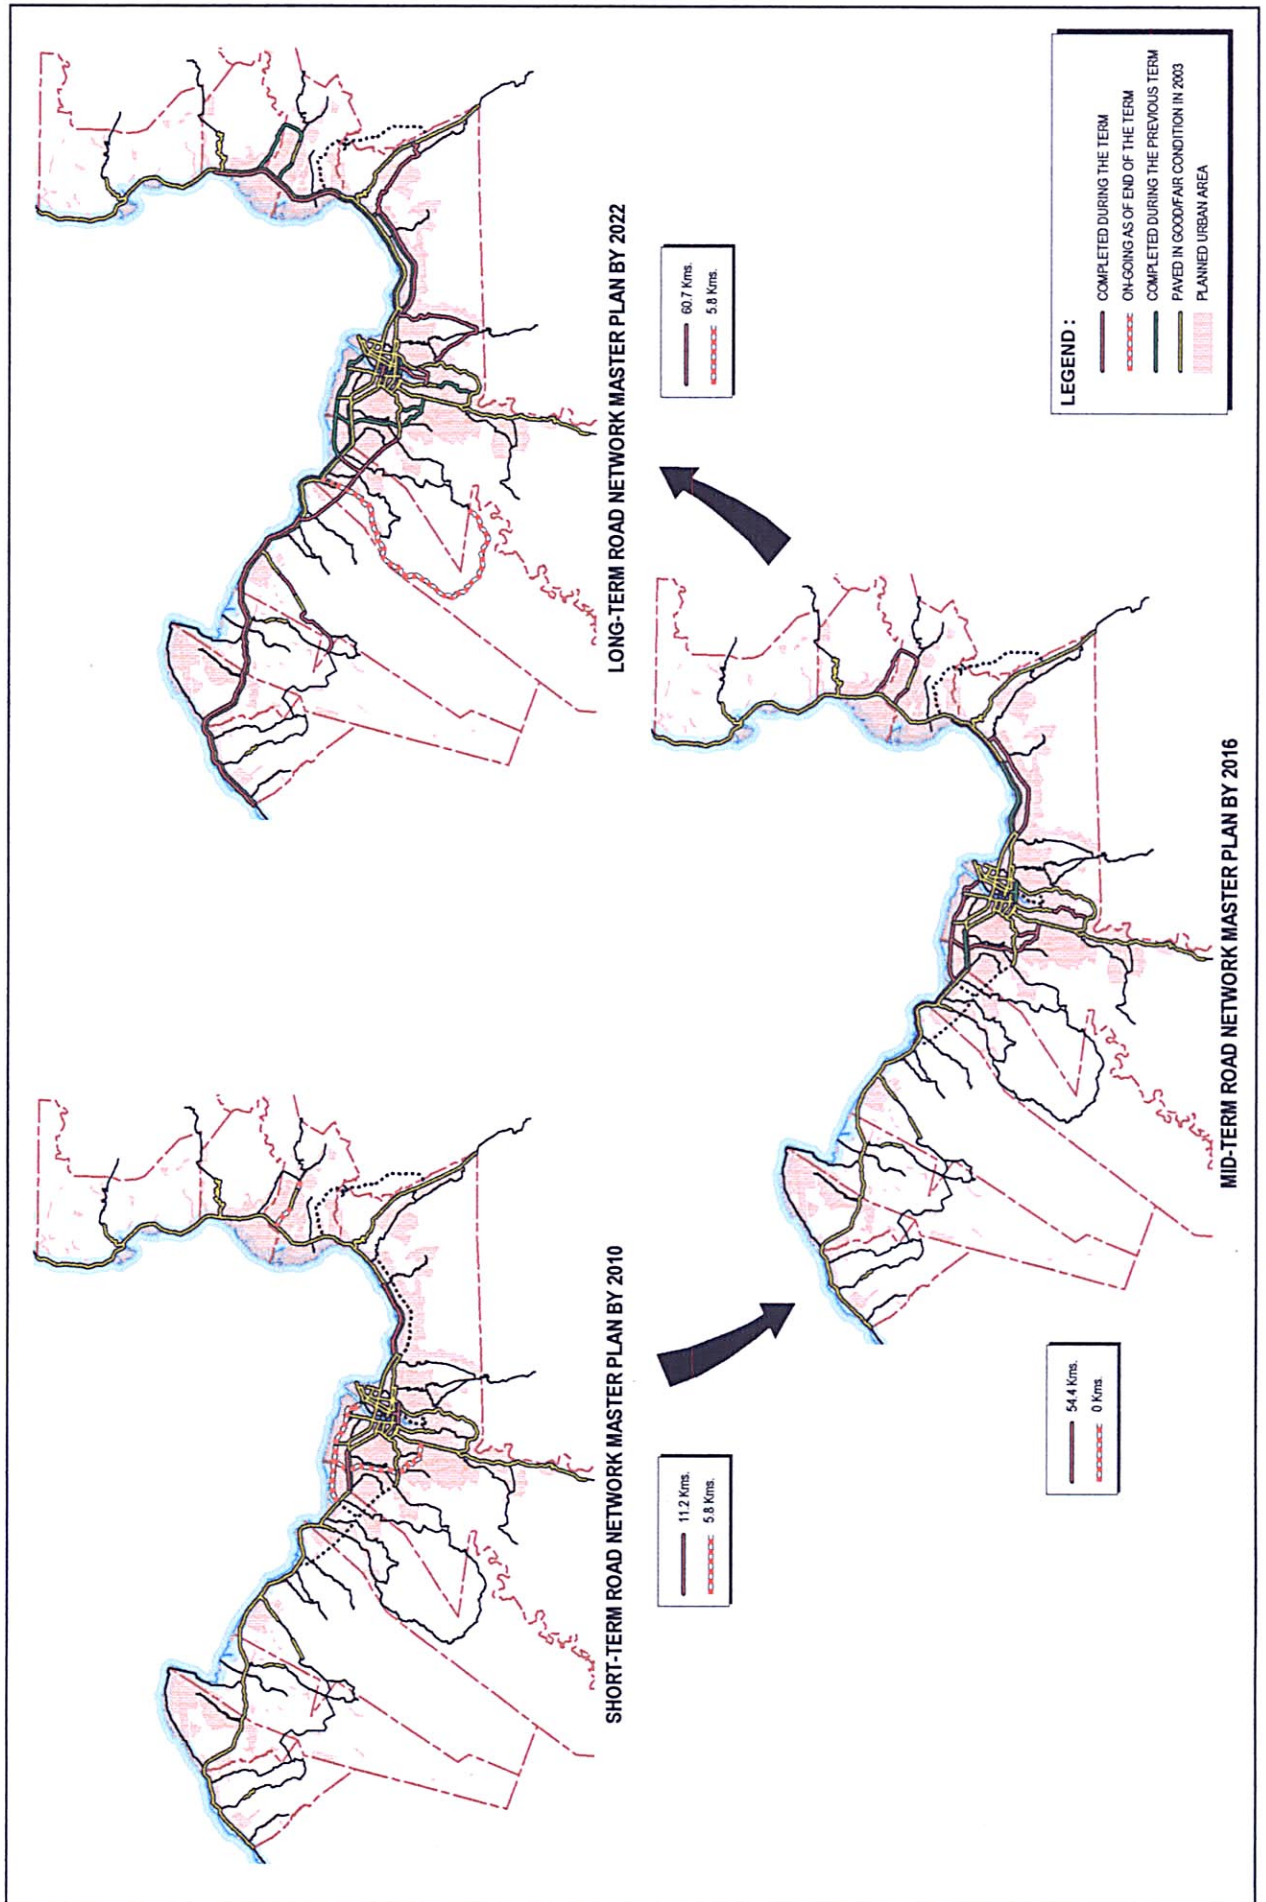 SHORT-TERM ROAD NETWORK MASTER PLAN BY 2010
11.2 Kms.
5.8 Kms.
MID-TERM ROAD NETWORK MASTER PLAN BY 2016
54.4 Kms.
0 Kms.
LONG-TERM ROAD NETWORK MASTER PLAN BY 2022
60.7 Kms.
5.8 Kms.
LEGEND :
COMPLETED DURING THE TERM
ON-GOING AS OF END OF THE TERM
COMPLETED DURING THE PREVIOUS TERM
PAVED IN GOOD/FAIR CONDITION IN 2003
PLANNED URBAN AREA